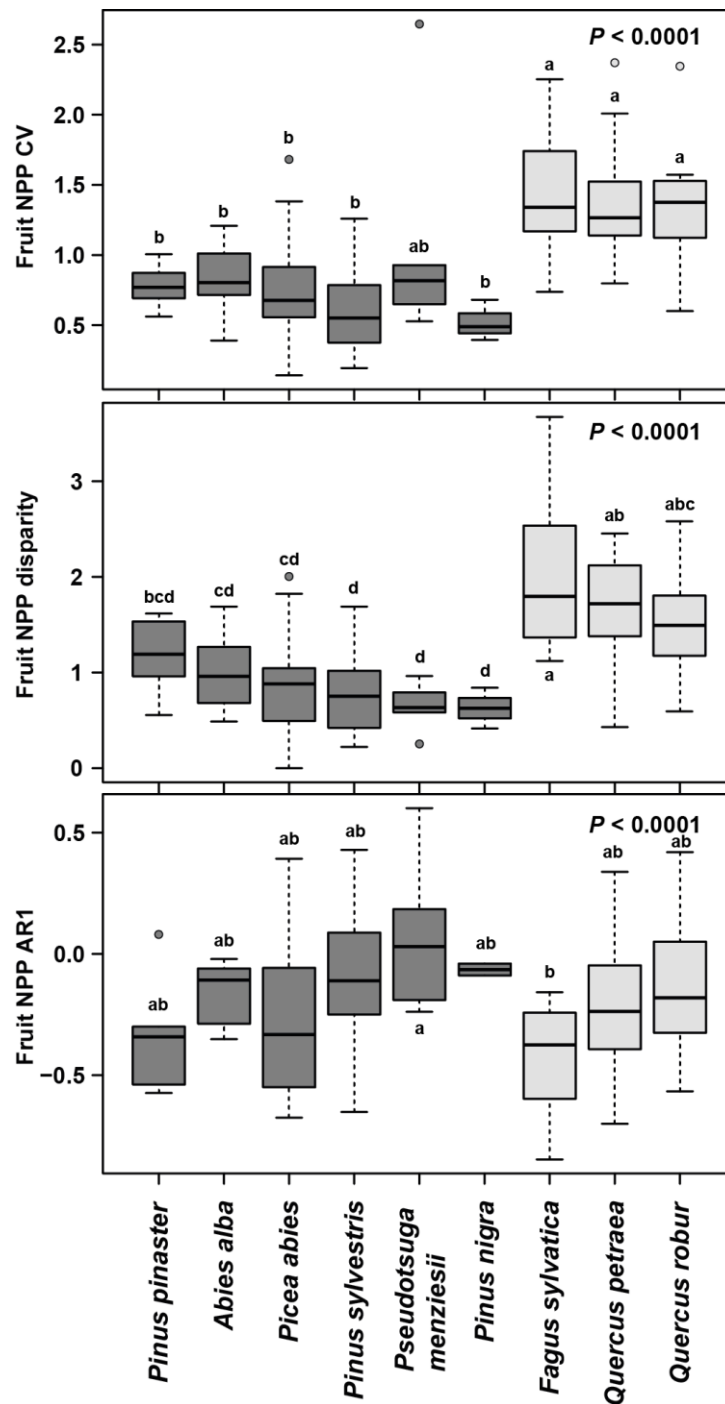 Fruit NPP CV
2.5
2.0
1.5
1.0
0.5
P < 0.0001
b
b
b
b
ab
b
a
a
a
Fruit NPP disparity
3
2
1
0
P < 0.0001
bcd
cd
cd
d
d
d
a
ab
abc
Fruit NPP AR1
0.5
0.0
−0.5
P < 0.0001
ab
ab
ab
ab
a
ab
b
ab
ab
Pinus pinaster
Abies alba
Picea abies
Pinus sylvestris
Pseudotsuga
menziesii
Pinus nigra
Fagus sylvatica
Quercus petraea
Quercus robur